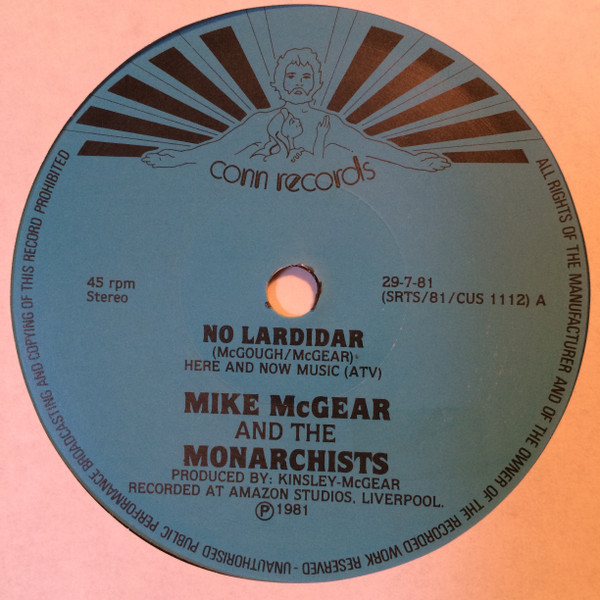 conn records
45 rpm
Stereo
29-7-81
(SRTS/81/CUS 1112) A
NO LARDIDAR
(McGOUGH/McGEAR)
HERE AND NOW MUSIC (ATV)
MIKE McGEAR
AND THE
MONARCHISTS
PRODUCED BY: KINSLEY-McGEAR
RECORDED AT AMAZON STUDIOS, LIVERPOOL.
Ⓟ1981
ALL RIGHTS OF THE MANUFACTURER AND OF THE OWNER OF THE RECORDED WORK RESERVED - UNAUTHORISED PUBLIC PERFORMANCE BROADCASTING AND COPYING OF THIS RECORD PROHIBITED